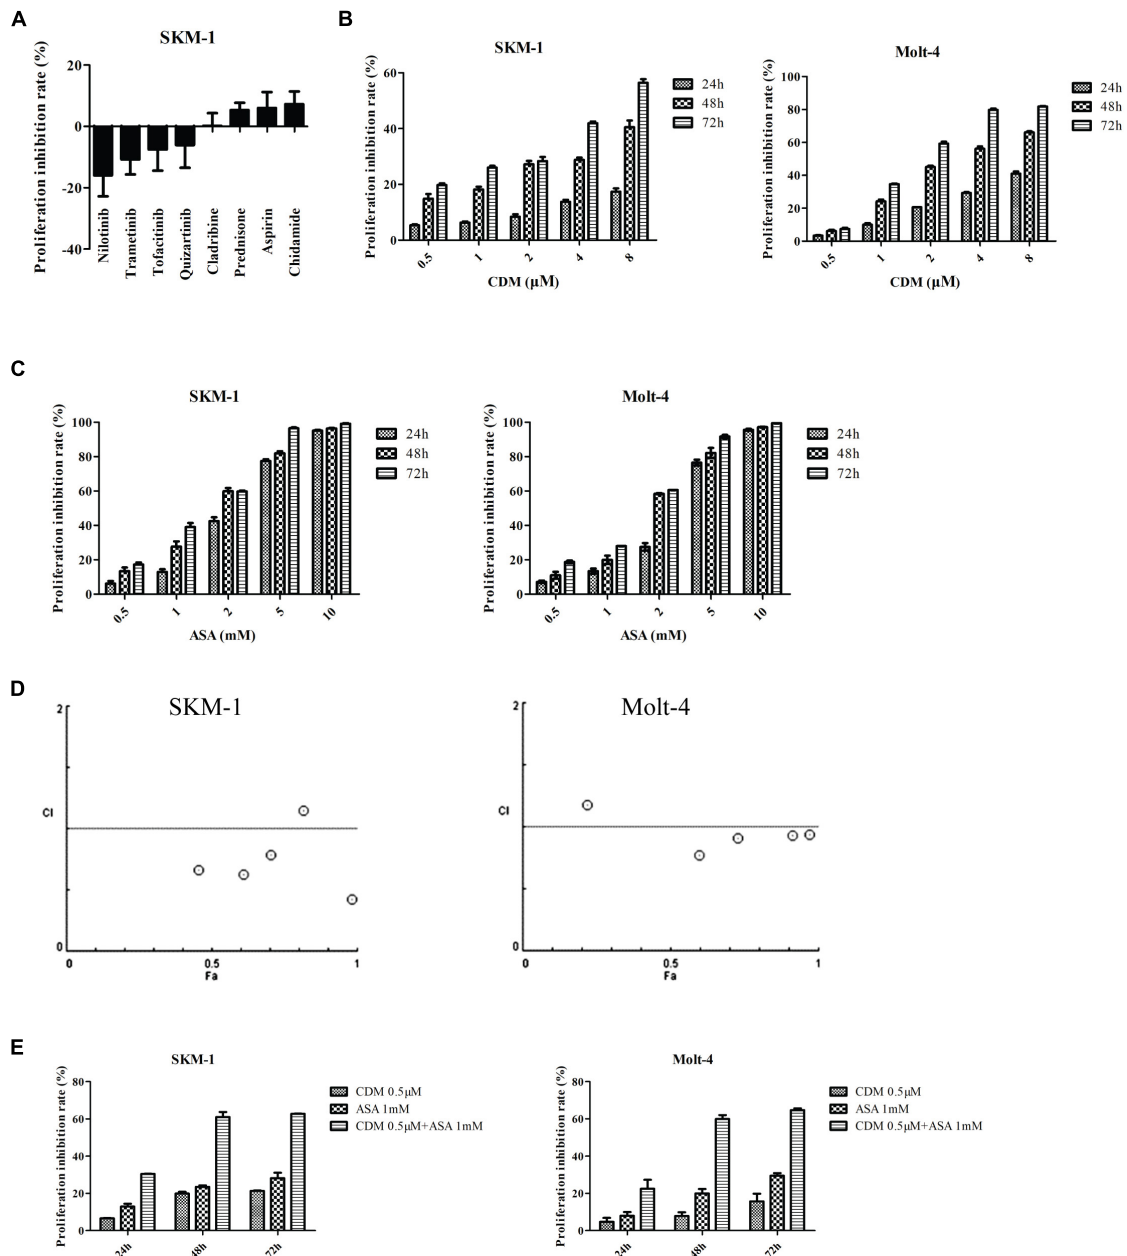 A
SKM-1
Proliferation inhibition rate (%)
20
0
-20
-40
Nilotinib
Trametinib
Tofacitinib
Quizartinib
Cladribine
Prednisone
Aspirin
Chidamide
B
SKM-1
Proliferation inhibition rate (%)
60
40
20
0
0.5
1
2
4
8
CDM (μM)
24h
48h
72h
Molt-4
Proliferation inhibition rate (%)
100
80
60
40
20
0
0.5
1
2
4
8
CDM (μM)
24h
48h
72h
C
SKM-1
Proliferation inhibition rate (%)
100
80
60
40
20
0
0.5
1
2
5
10
ASA (mM)
24h
48h
72h
Molt-4
Proliferation inhibition rate (%)
100
80
60
40
20
0
0.5
1
2
5
10
ASA (mM)
24h
48h
72h
D
SKM-1
2
CI
0
0
0.5
1
Fa
Molt-4
2
CI
0
0
0.5
1
Fa
E
SKM-1
Proliferation inhibition rate (%)
80
60
40
20
0
24h
48h
72h
CDM 0.5μM
ASA 1mM
CDM 0.5μM+ASA 1mM
Molt-4
Proliferation inhibition rate (%)
80
60
40
20
0
24h
48h
72h
CDM 0.5μM
ASA 1mM
CDM 0.5μM+ASA 1mM